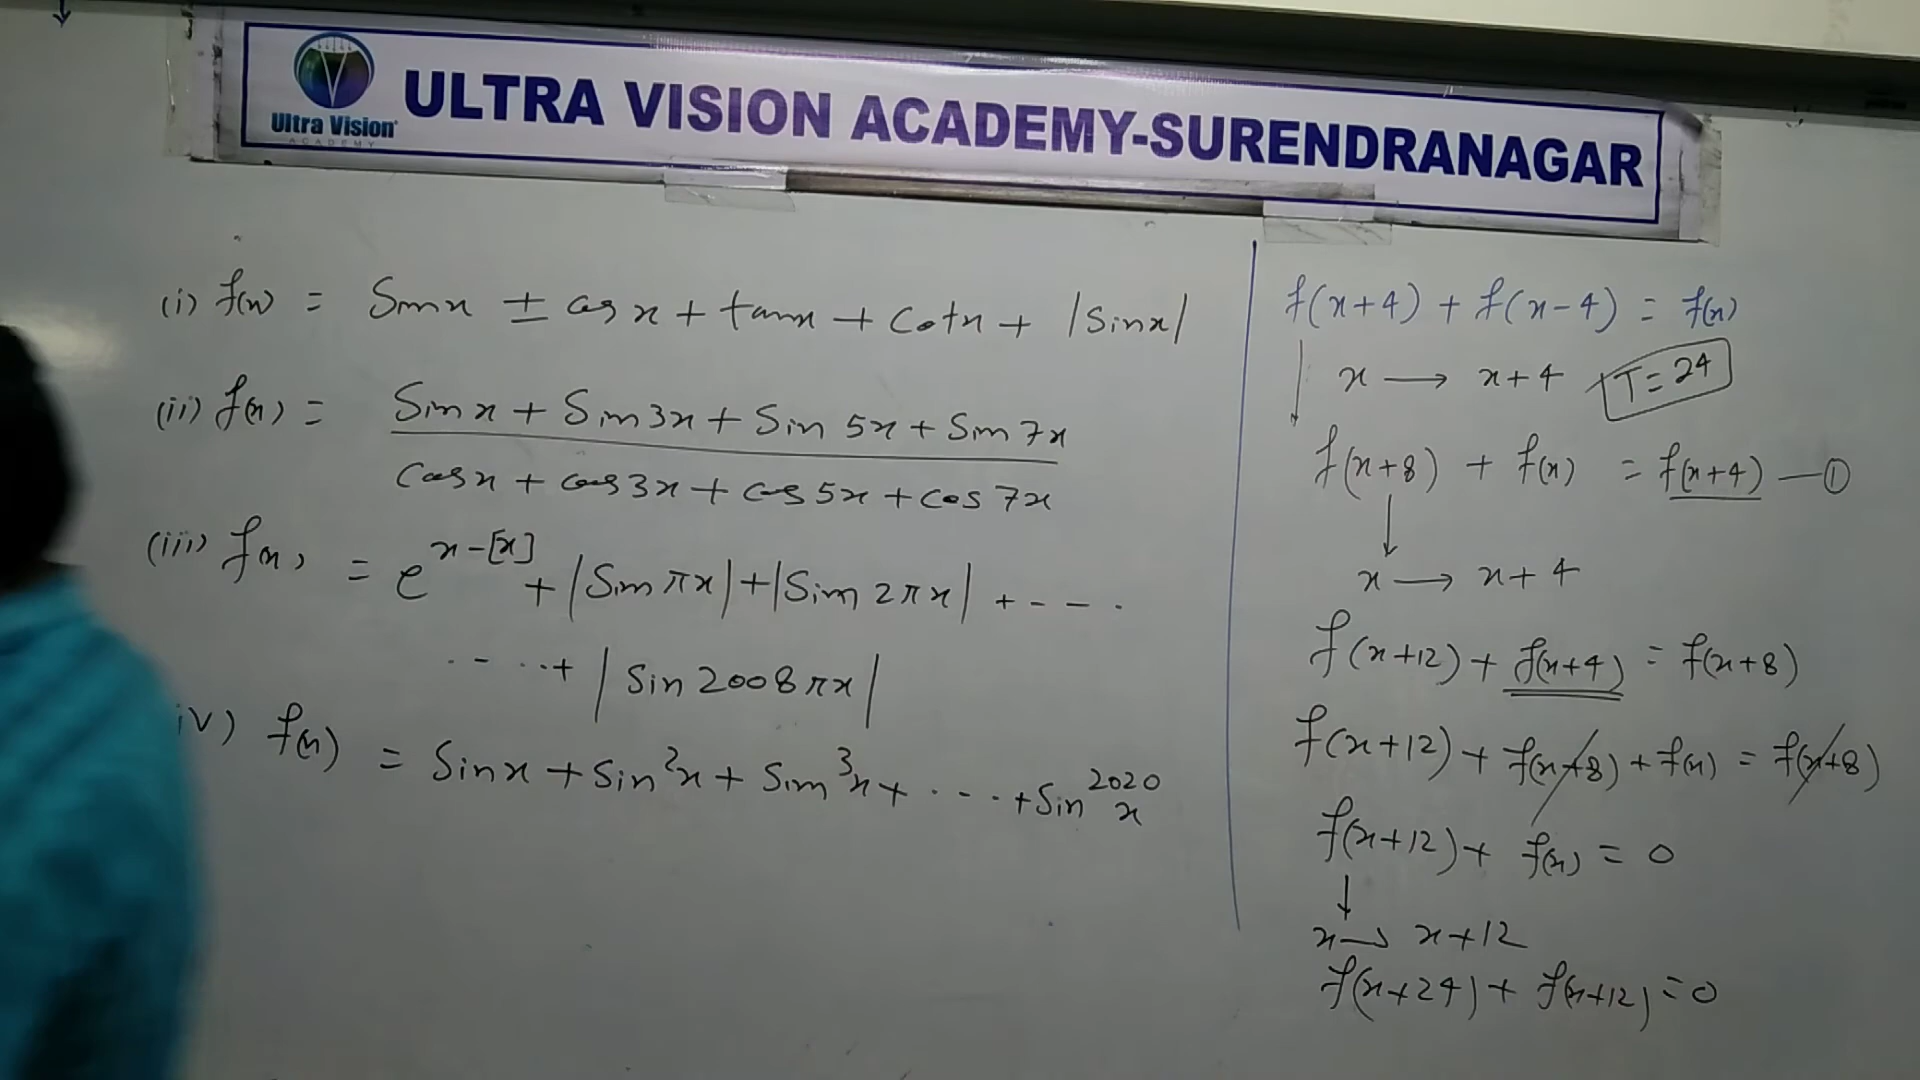 Ultra Vision
ACADEMY
ULTRA VISION ACADEMY-SURENDRANAGAR
(i) f(x) = Sinx ± cosx + tanx + Cotx + |Sinx|
(ii) f(x) = Sinx + Sin3x + Sin5x + Sin7x
Cosx + cos3x + cos5x + cos7x
(iii) f(x) = e^{x-[x]} + |Sinπx| + |Sin2πx| + - - - .
. - . . + |Sin2008πx|
iv) f(x) = Sinx + Sin²x + Sin³x + . - - . + Sin^{2020}x
f(x+4) + f(x-4) = f(x)
x → x+4 T=24
↓
f(x+8) + f(x) = f(x+4) — ①
↓
x → x+4
f(x+12) + f(x+4) = f(x+8)
f(x+12) + f(x+8) + f(x) = f(x+8)
f(x+12) + f(x) = 0
↓
x → x+12
f(x+24) + f(x+12) = 0